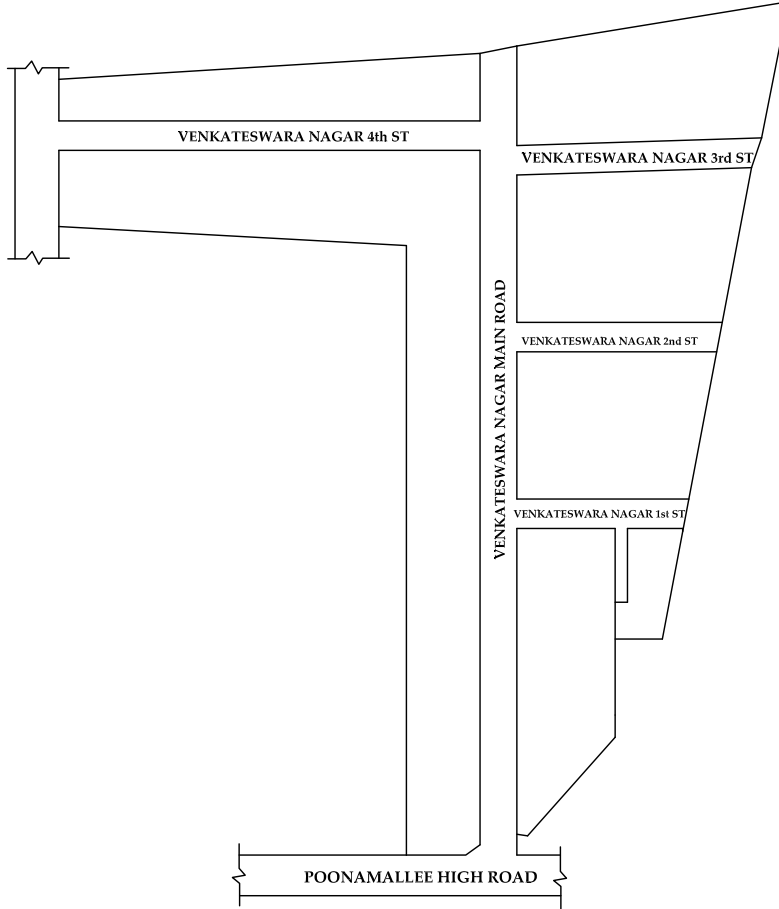 VENKATESWARA NAGAR 4th ST
VENKATESWARA NAGAR 3rd ST
VENKATESWARA NAGAR MAIN ROAD
VENKATESWARA NAGAR 2nd ST
VENKATESWARA NAGAR 1st ST
POONAMALLEE HIGH ROAD